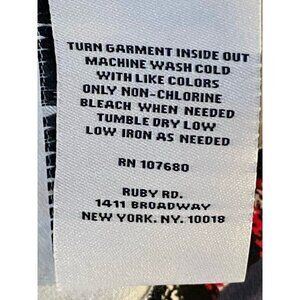 TURN GARMENT INSIDE OUT
MACHINE WASH COLD
WITH LIKE COLORS
ONLY NON-CHLORINE
BLEACH WHEN NEEDED
TUMBLE DRY LOW
LOW IRON AS NEEDED
RN 107680
RUBY RD.
1411 BROADWAY
NEW YORK. NY. 10018